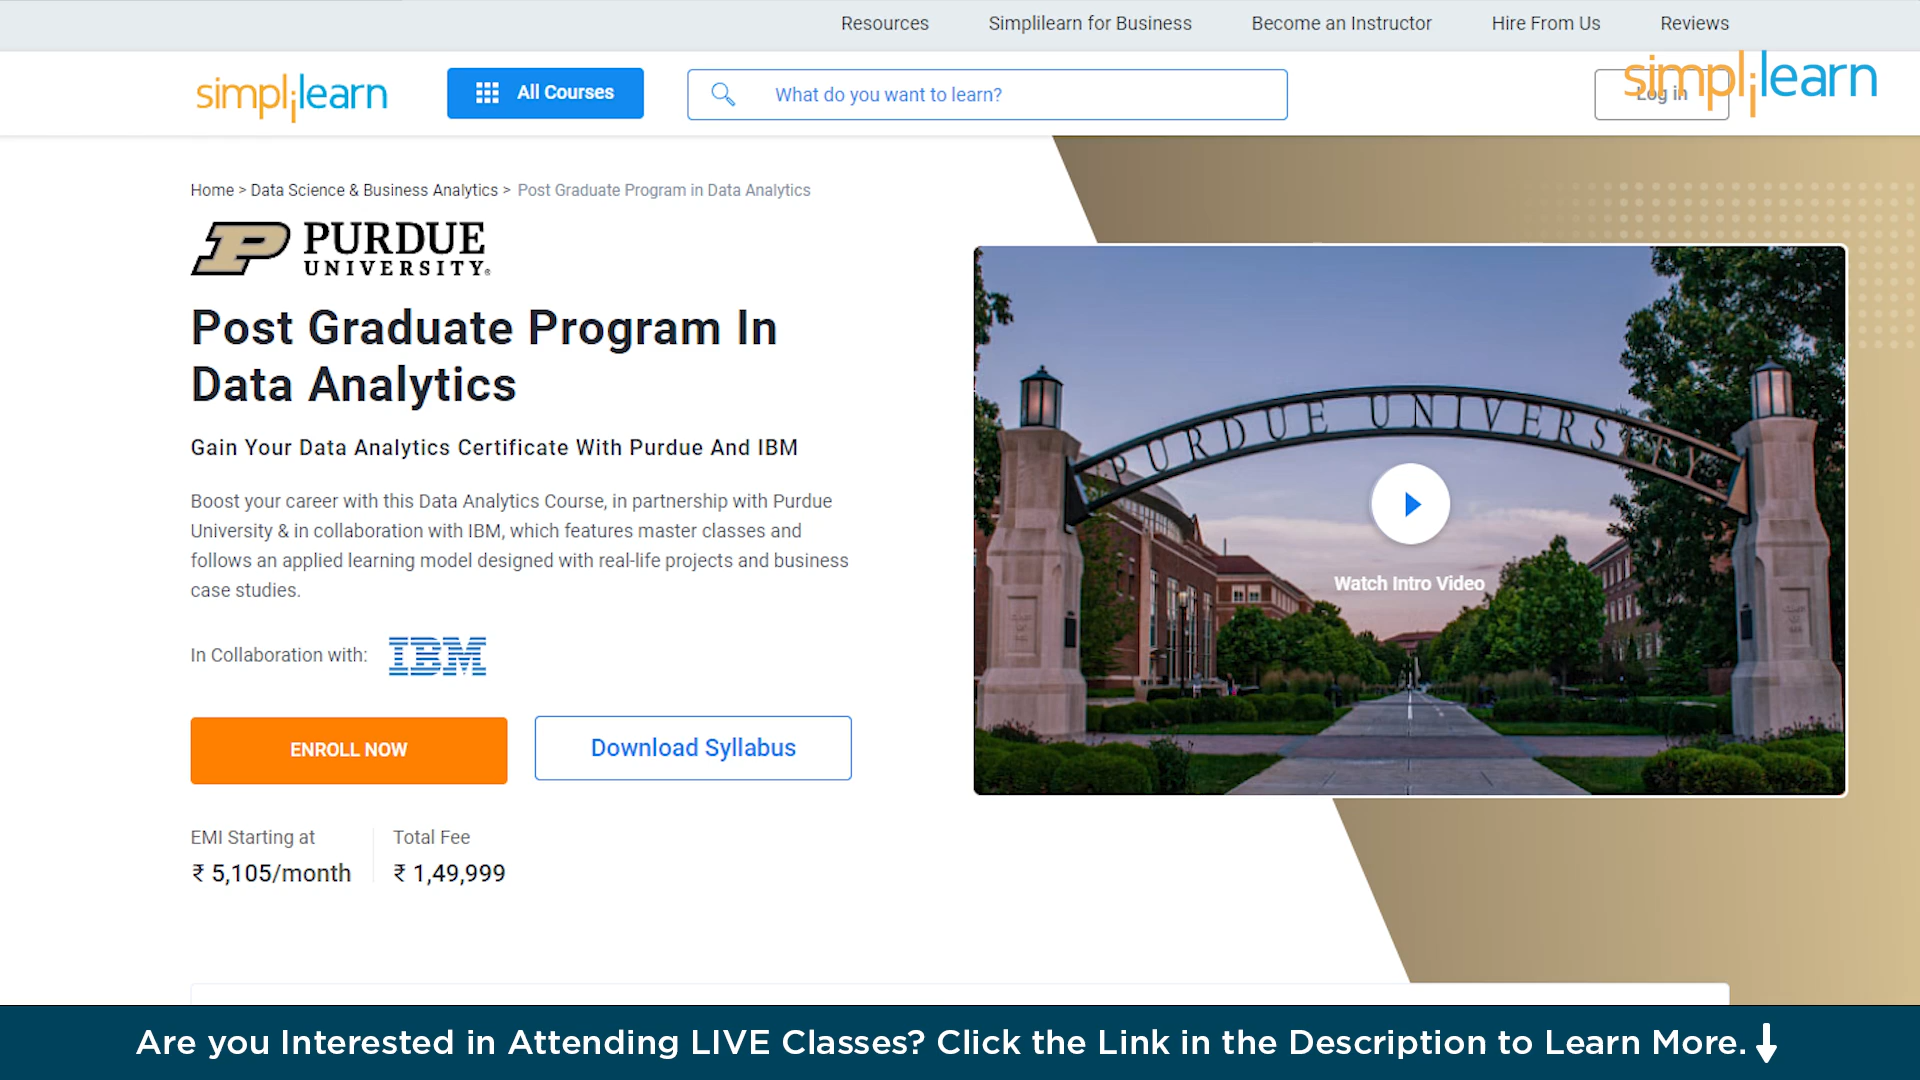 Resources Simplilearn for Business Become an Instructor Hire From Us Reviews
simplilearn All Courses What do you want to learn? Log in simplilearn
Home > Data Science & Business Analytics > Post Graduate Program in Data Analytics
PURDUE
UNIVERSITY®
Post Graduate Program In
Data Analytics
Gain Your Data Analytics Certificate With Purdue And IBM
Boost your career with this Data Analytics Course, in partnership with Purdue
University & in collaboration with IBM, which features master classes and
follows an applied learning model designed with real-life projects and business
case studies.
In Collaboration with: IBM
ENROLL NOW Download Syllabus
EMI Starting at Total Fee
₹ 5,105/month ₹ 1,49,999
PURDUE UNIVERSITY
Watch Intro Video
Are you Interested in Attending LIVE Classes? Click the Link in the Description to Learn More.